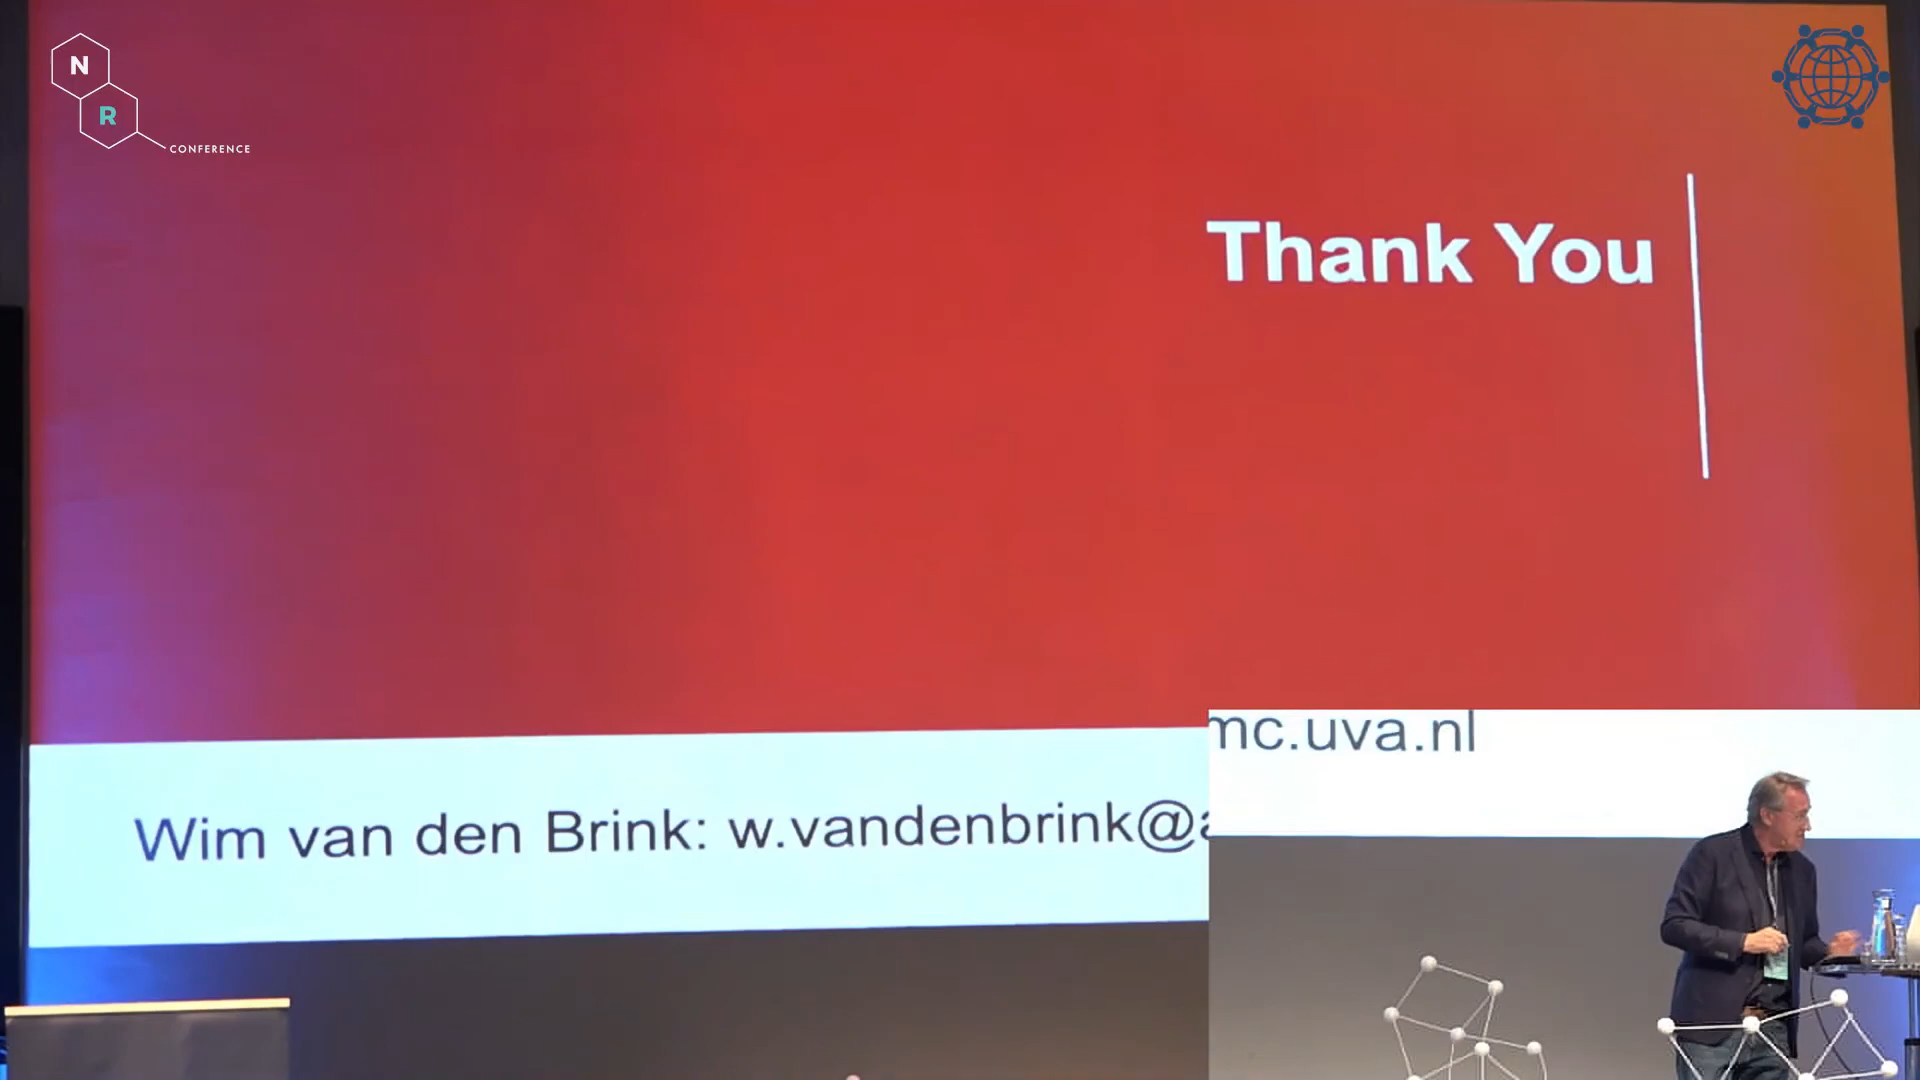 N
R
CONFERENCE
Thank You
Wim van den Brink: w.vandenbrink@a
mc.uva.nl